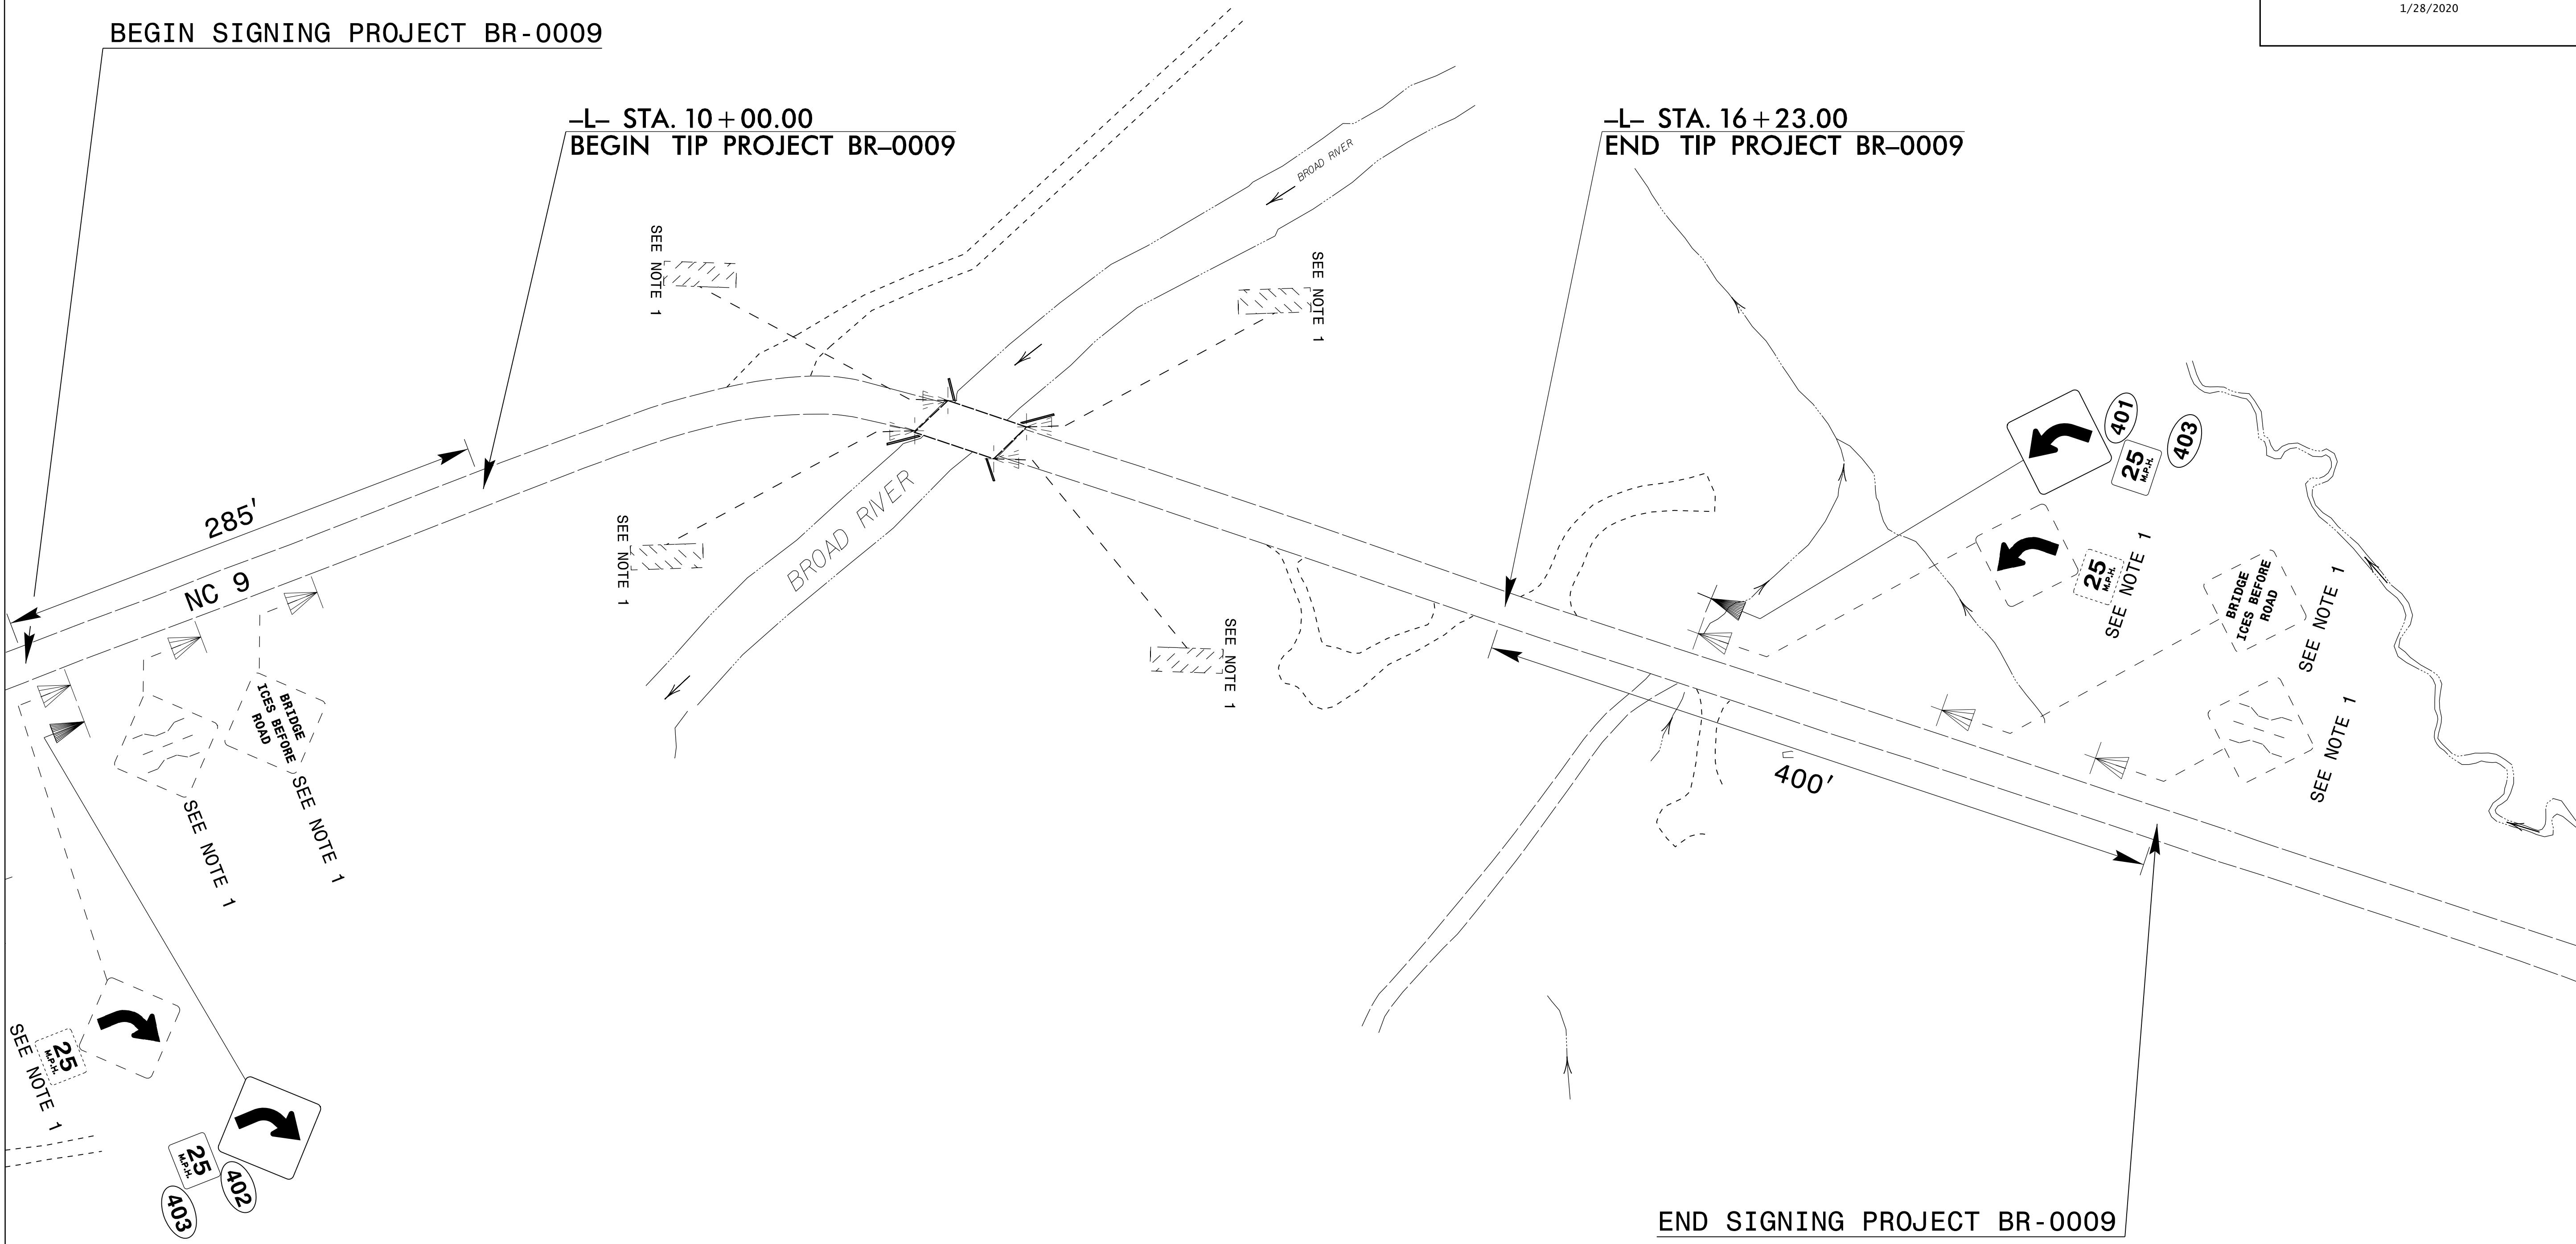 1/28/2020
BEGIN SIGNING PROJECT BR-0009
–L– STA. 10+00.00
BEGIN TIP PROJECT BR–0009
–L– STA. 16+23.00
END TIP PROJECT BR–0009
BROAD RIVER
SEE NOTE 1
SEE NOTE 1
401
403
25
M.P.H.
285'
NC 9
SEE NOTE 1
BROAD RIVER
25
M.P.H.
SEE NOTE 1
BRIDGE
ICES BEFORE
ROAD
SEE NOTE 1
SEE NOTE 1
SEE NOTE 1
400'
BRIDGE
ICES BEFORE
ROAD
SEE NOTE 1
SEE NOTE 1
25
M.P.H.
SEE NOTE 1
25
M.P.H.
402
403
END SIGNING PROJECT BR-0009